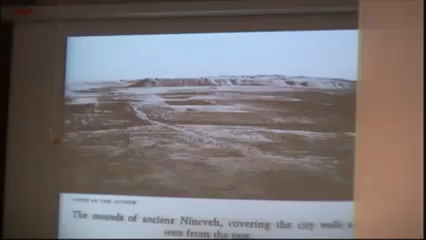 The mounds of ancient Nineveh, covering the city walls a
seen from the east.